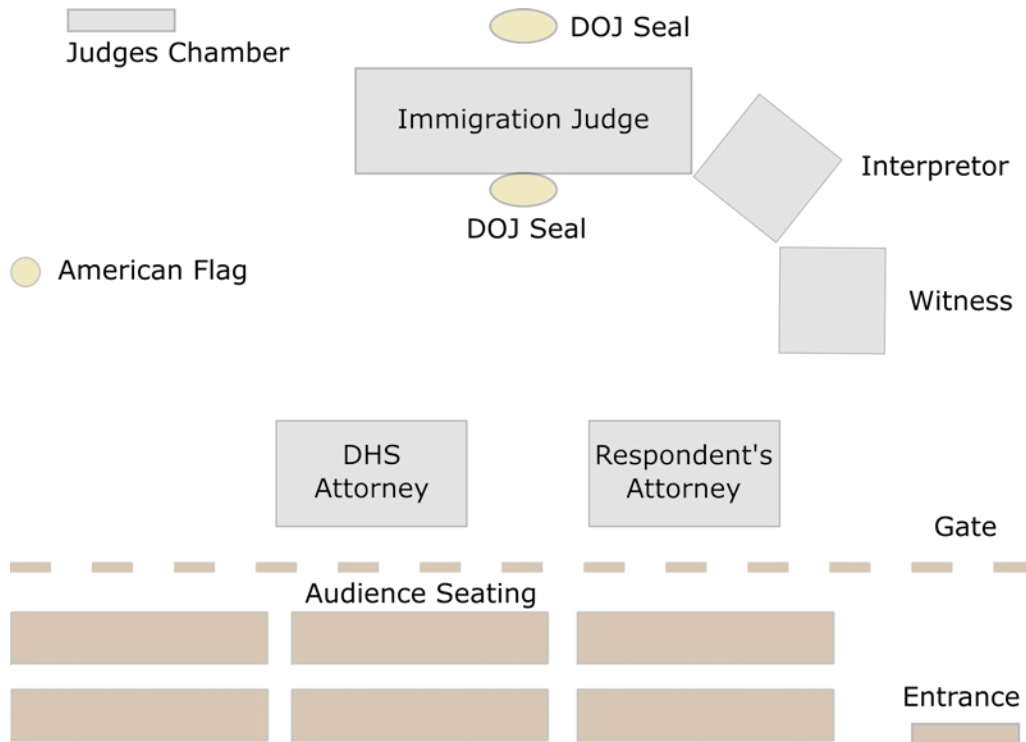 DOJ Seal
Judges Chamber
Immigration Judge
Interpretor
DOJ Seal
American Flag
Witness
DHS
Attorney
Respondent's
Attorney
Gate
Audience Seating
Entrance